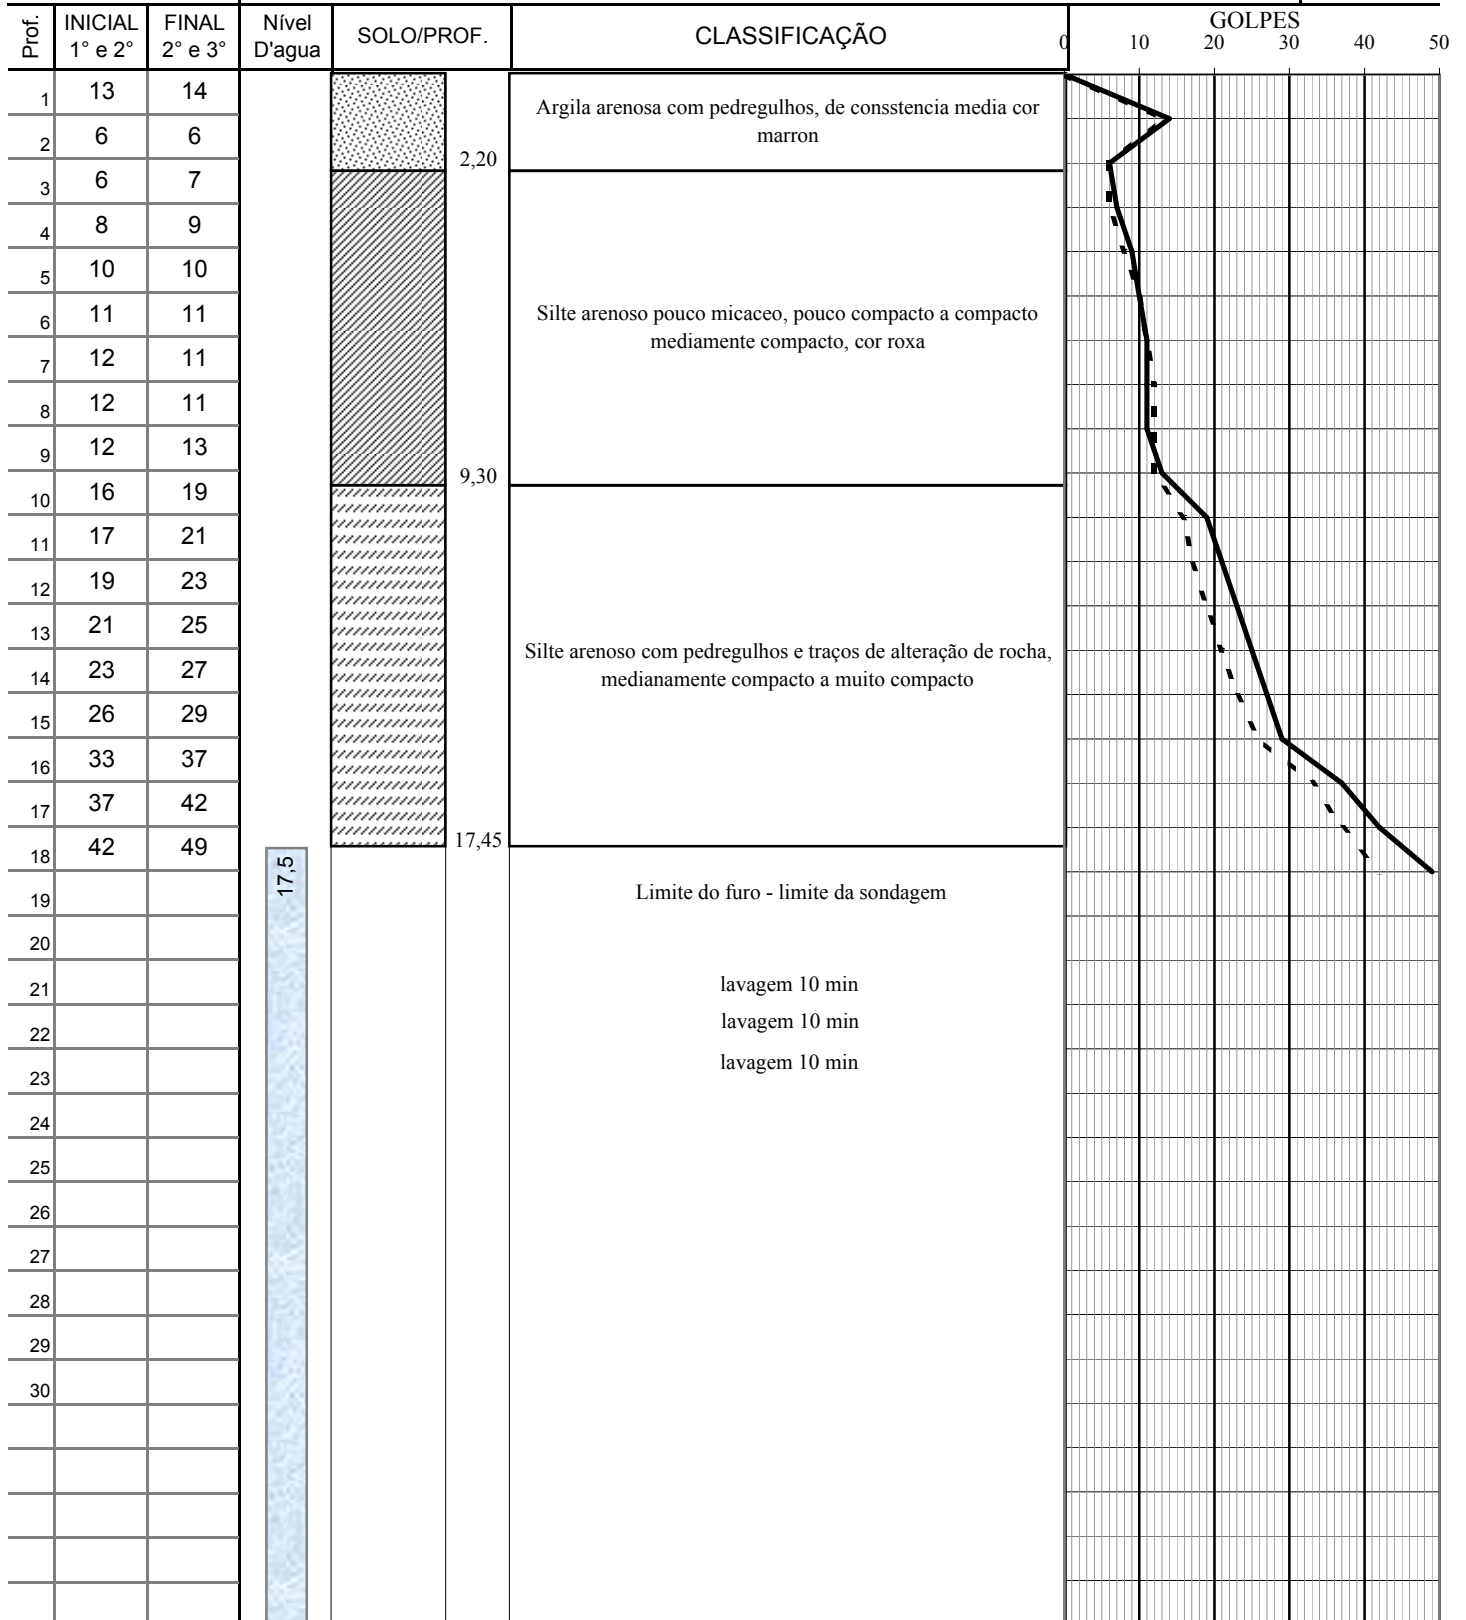 Prof. INICIAL 1° e 2° FINAL 2° e 3° Nível D'agua SOLO/PROF. CLASSIFICAÇÃO GOLPES
0 10 20 30 40 50
1 13 14
Argila arenosa com pedregulhos, de consstencia media cor
marron
2 6 6
2,20
3 6 7
4 8 9
5 10 10
6 11 11
Silte arenoso pouco micaceo, pouco compacto a compacto
mediamente compacto, cor roxa
7 12 11
8 12 11
9 12 13
9,30
10 16 19
11 17 21
12 19 23
13 21 25
Silte arenoso com pedregulhos e traços de alteração de rocha,
medianamente compacto a muito compacto
14 23 27
15 26 29
16 33 37
17 37 42
17,45
18 42 49
17,5
Limite do furo - limite da sondagem
19
20
21
lavagem 10 min
22
lavagem 10 min
23
lavagem 10 min
24
25
26
27
28
29
30